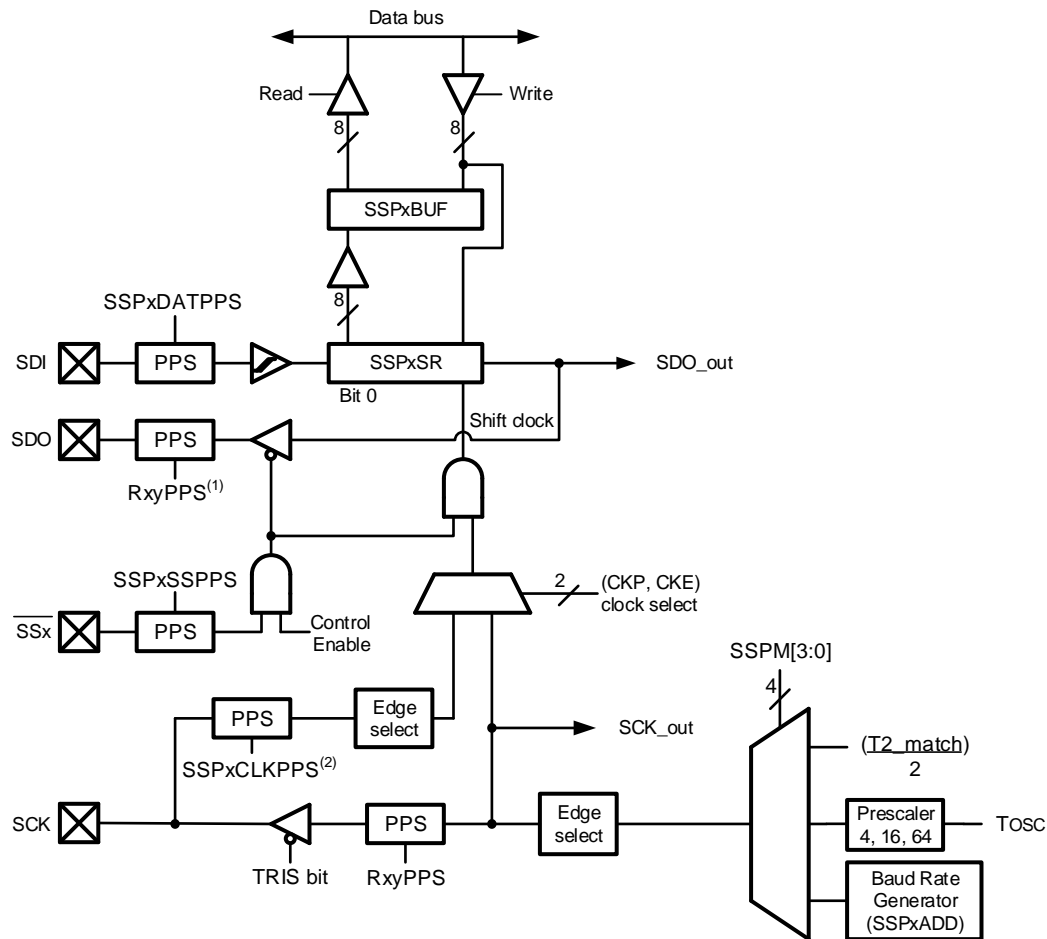 Data bus
Read
Write
8
8
SSPxBUF
8
SSPxDATPPS
SDI
PPS
SSPxSR
SDO_out
Bit 0
Shift clock
SDO
PPS
RxyPPS(1)
SSPxSSPPS
2
(CKP, CKE)
clock select
SSx
PPS
Control
Enable
SSPM[3:0]
4
PPS
Edge
select
SCK_out
(T2_match)
2
SSPxCLKPPS(2)
SCK
PPS
Edge
select
Prescaler
4, 16, 64
TOSC
TRIS bit
RxyPPS
Baud Rate
Generator
(SSPxADD)